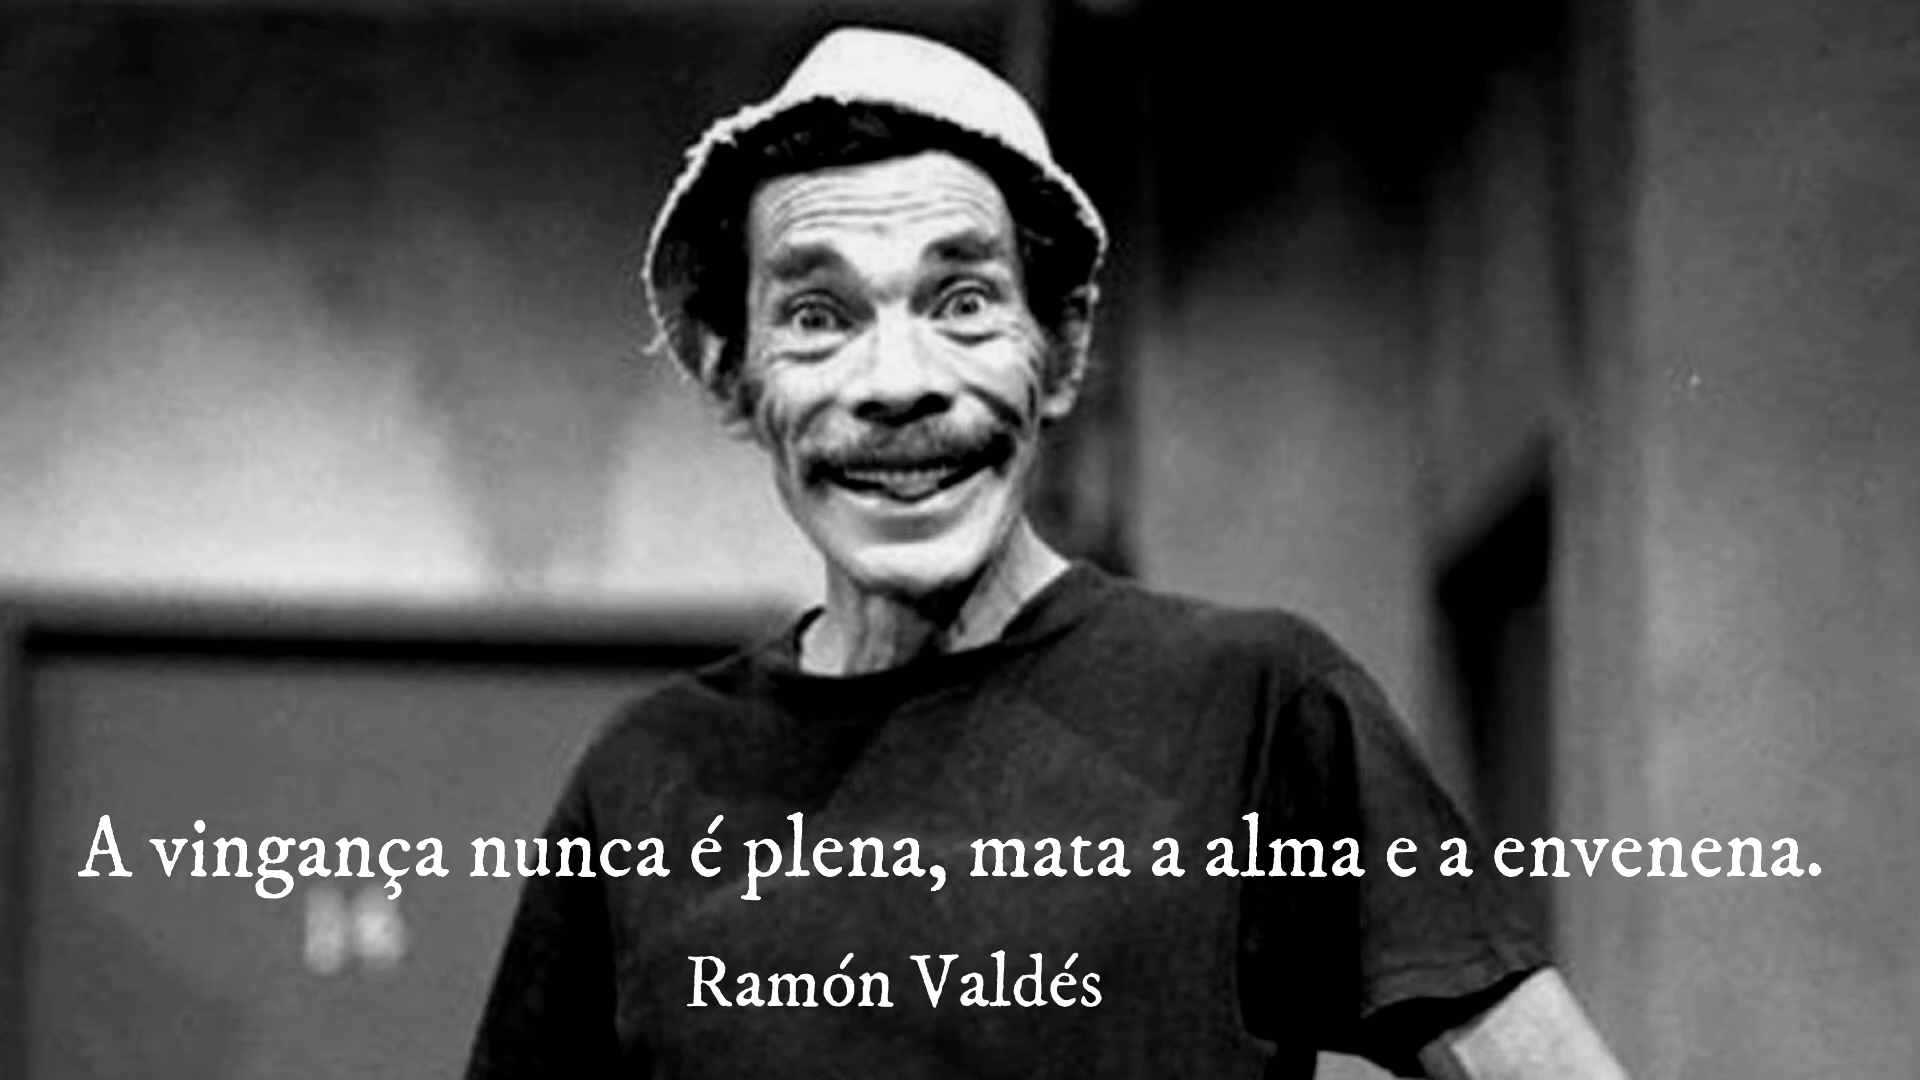 A vingança nunca é plena, mata a alma e a envenena.
Ramón Valdés